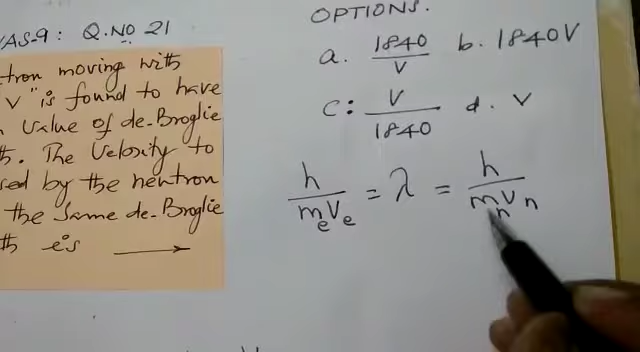 /AS-9: Q.No 21
tron moving with
v" is found to have
n value of de-Broglie
th. The velocity to
sed by the neutron
the same de-Broglie
th is →
OPTIONS.
a. 1840/V b. 1840V
C: V/1840 d. V
h/mₑVₑ = λ = h/mₙVₙ